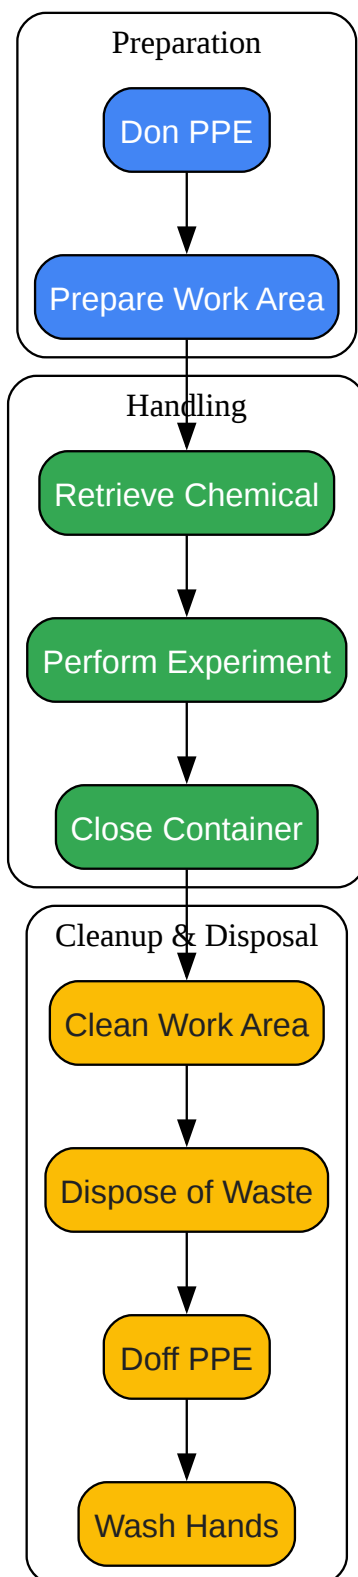 Preparation
Don PPE
Prepare Work Area
Handling
Retrieve Chemical
Perform Experiment
Close Container
Cleanup & Disposal
Clean Work Area
Dispose of Waste
Doff PPE
Wash Hands